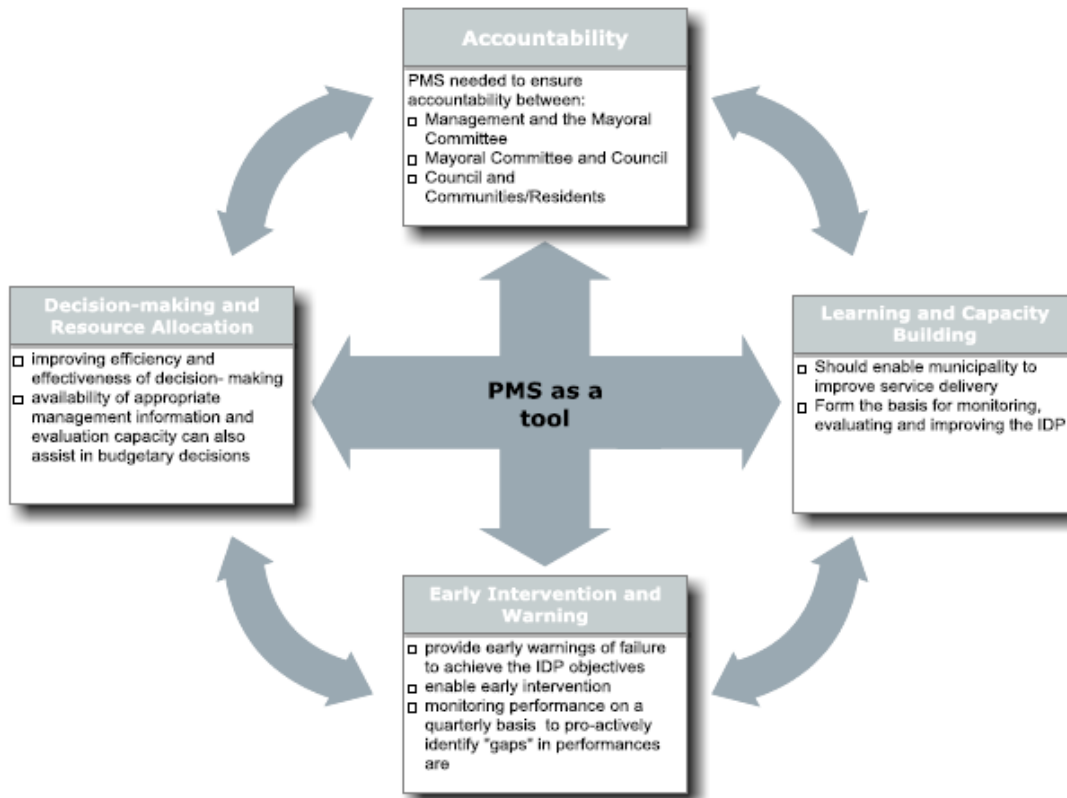 Accountability
PMS needed to ensure
accountability between:
Management and the Mayoral
Committee
Mayoral Committee and Council
Council and
Communities/Residents
Decision-making and
Resource Allocation
improving efficiency and
effectiveness of decision- making
availability of appropriate
management information and
evaluation capacity can also
assist in budgetary decisions
PMS as a
tool
Learning and Capacity
Building
Should enable municipality to
improve service delivery
Form the basis for monitoring,
evaluating and improving the IDP
Early Intervention and
Warning
provide early warnings of failure
to achieve the IDP objectives
enable early intervention
monitoring performance on a
quarterly basis to pro-actively
identify "gaps" in performances
are